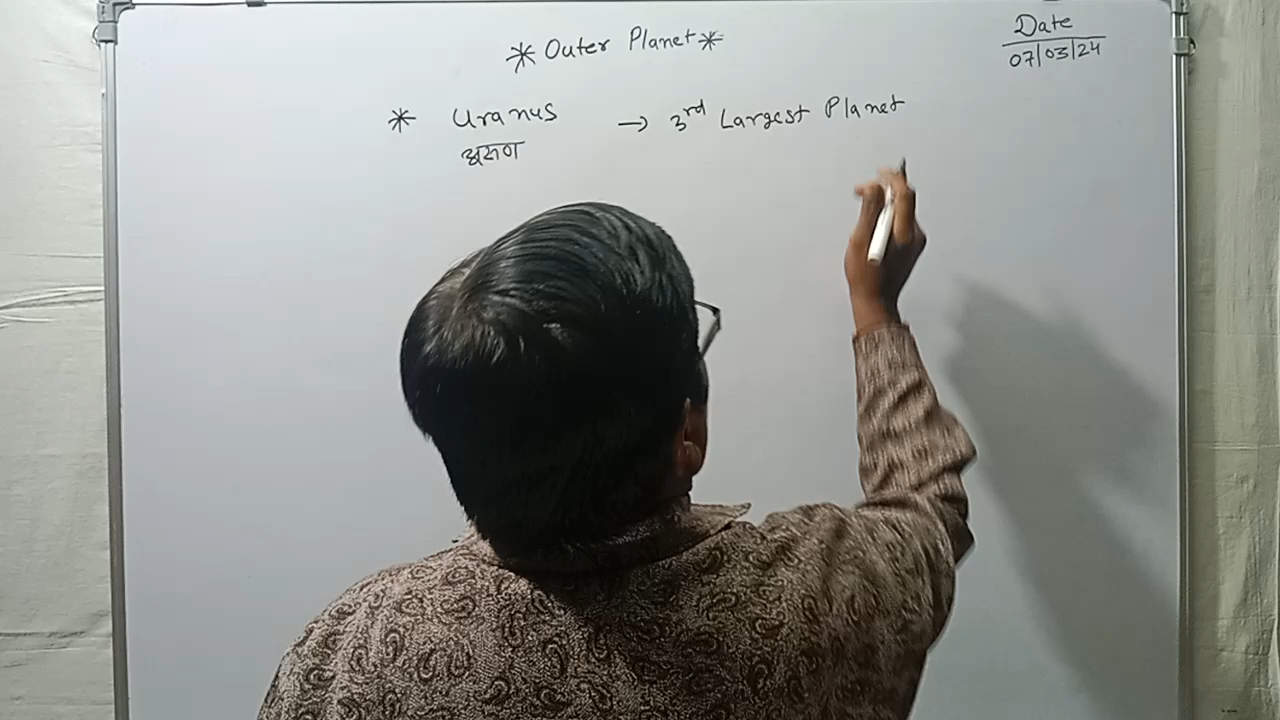 * Outer Planet *
Date
07/03/24
* Uranus → 3rd Largest Planet
अरुण